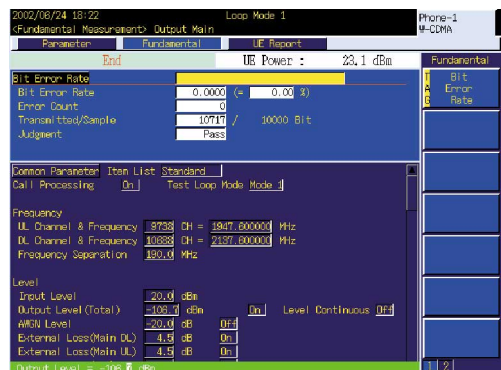 2002/06/24 18:22 Loop Mode 1 Phone-1
<Fundamental Measurement> Output Main W-CDMA
Parameter Fundamental UE Report
End UE Power : 23.1 dBm Fundamental
Bit Error Rate
Bit Error Rate 0.0000 (= 0.00 %)
Error Count 0
Transmitted/Sample 10717 / 10000 Bit
Judgment Pass
T A G Bit Error Rate
Common Parameter Item List Standard
Call Processing On Test Loop Mode Mode 1
Frequency
UL Channel & Frequency 9738 CH = 1947.600000 MHz
DL Channel & Frequency 10688 CH = 2137.600000 MHz
Frequency Separation 190.0 MHz
Level
Input Level 20.0 dBm
Output Level(Total) -106.7 dBm On Level Continuous Off
AWGN Level -20.0 dB Off
External Loss(Main DL) 4.5 dB On
External Loss(Main UL) 4.5 dB On
Output Level = -106.7 dBm
1 2